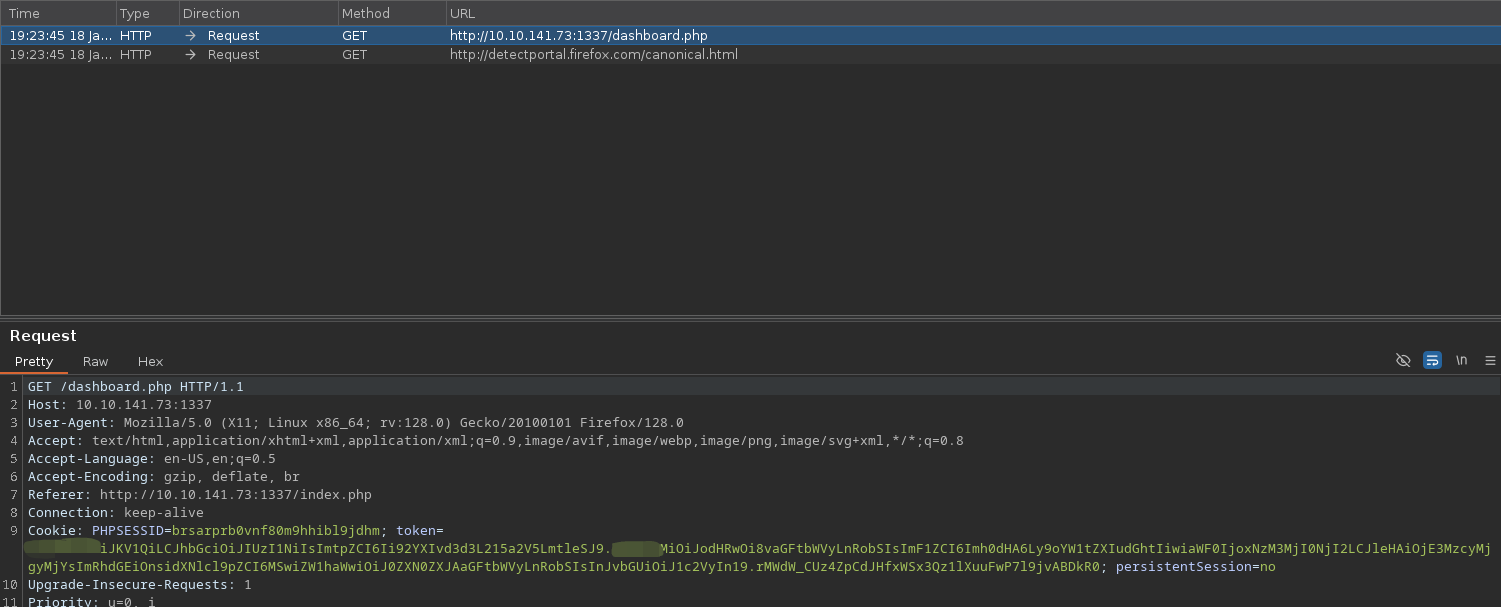 Time Type Direction Method URL
19:23:45 18 Ja... HTTP → Request GET http://10.10.141.73:1337/dashboard.php
19:23:45 18 Ja... HTTP → Request GET http://detectportal.firefox.com/canonical.html
Request
Pretty Raw Hex \n
1 GET /dashboard.php HTTP/1.1
2 Host: 10.10.141.73:1337
3 User-Agent: Mozilla/5.0 (X11; Linux x86_64; rv:128.0) Gecko/20100101 Firefox/128.0
4 Accept: text/html,application/xhtml+xml,application/xml;q=0.9,image/avif,image/webp,image/png,image/svg+xml,*/*;q=0.8
5 Accept-Language: en-US,en;q=0.5
6 Accept-Encoding: gzip, deflate, br
7 Referer: http://10.10.141.73:1337/index.php
8 Connection: keep-alive
9 Cookie: PHPSESSID=brsarprb0vnf80m9hhibl9jdhm; token=
iJKV1QiLCJhbGciOiJIUzI1NiIsImtpZCI6Ii92YXIvd3d3L215a2V5LmtleSJ9. MiOiJodHRwOi8vaGFtbWVyLnRobSIsImF1ZCI6Imh0dHA6Ly9oYW1tZXIudGhtIiwiaWF0IjoxNzM3MjI0NjI2LCJleHAiOjE3MzcyMj
gyMjYsImRhdGEiOnsidXNlcl9pZCI6MSwiZW1haWwiOiJ0ZXN0ZXJAaGFtbWVyLnRobSIsInJvbGUiOiJ1c2VyIn19.rMWdW_CUz4ZpCdJHfxWSx3Qz1lXuuFwP7l9jvABDkR0; persistentSession=no
10 Upgrade-Insecure-Requests: 1
11 Priority: u=0, i